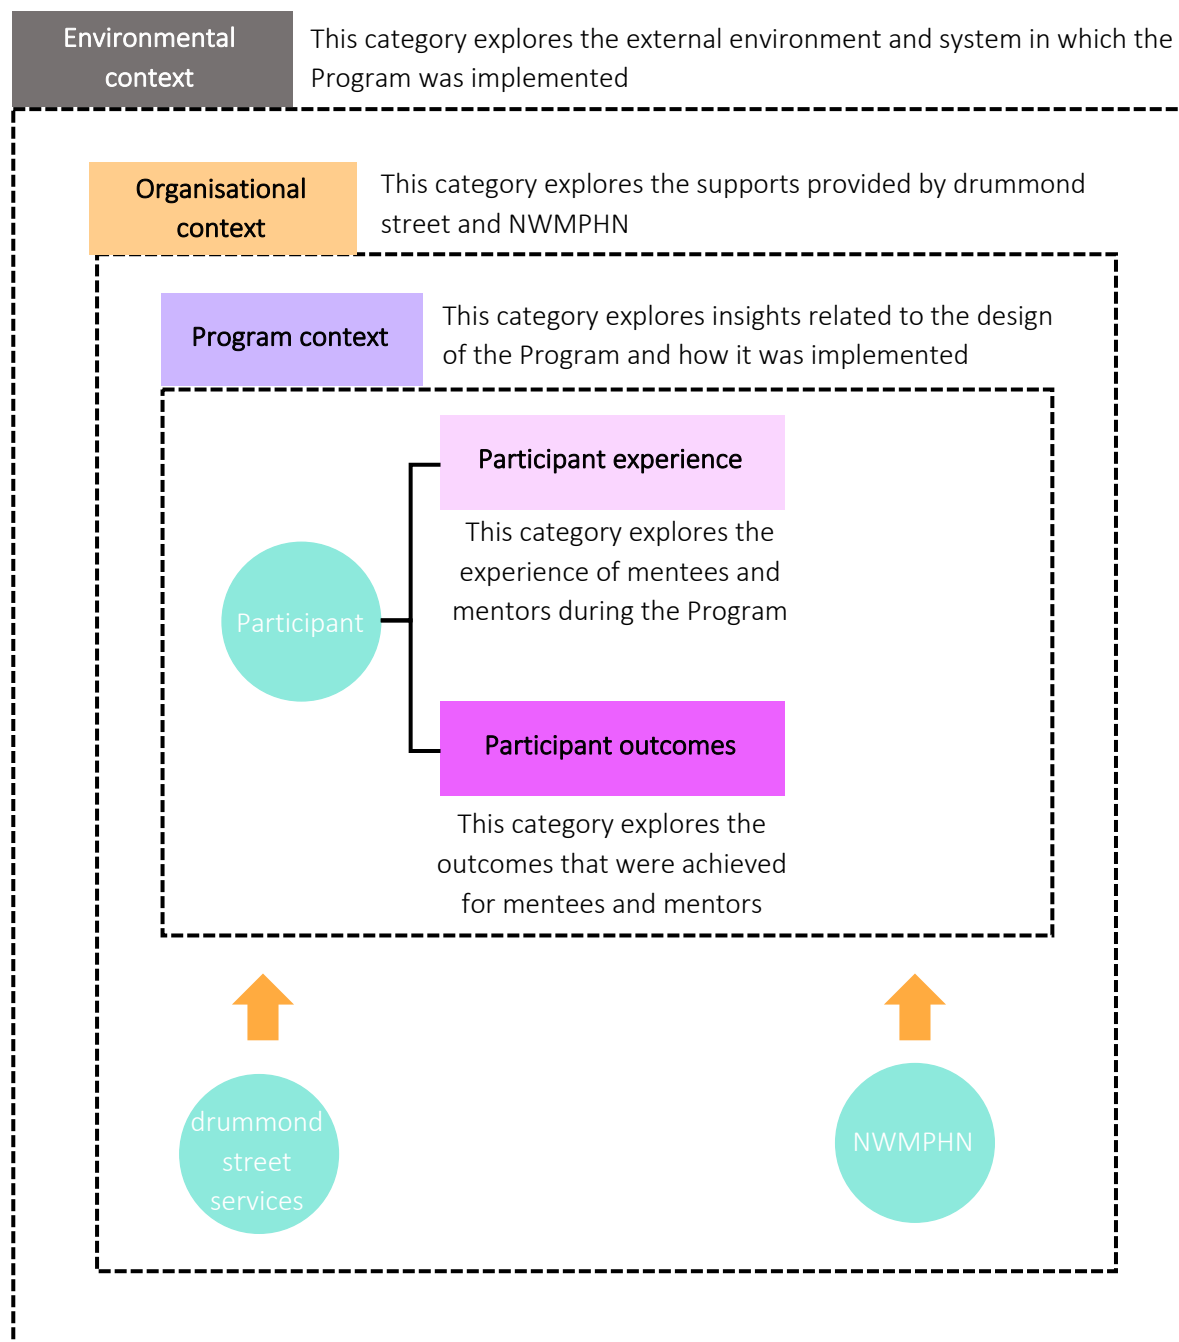 Environmental
context
This category explores the external environment and system in which the
Program was implemented
Organisational
context
This category explores the supports provided by drummond
street and NWMPHN
Program context
This category explores insights related to the design
of the Program and how it was implemented
Participant experience
This category explores the
experience of mentees and
mentors during the Program
Participant
Participant outcomes
This category explores the
outcomes that were achieved
for mentees and mentors
drummond
street
services
NWMPHN